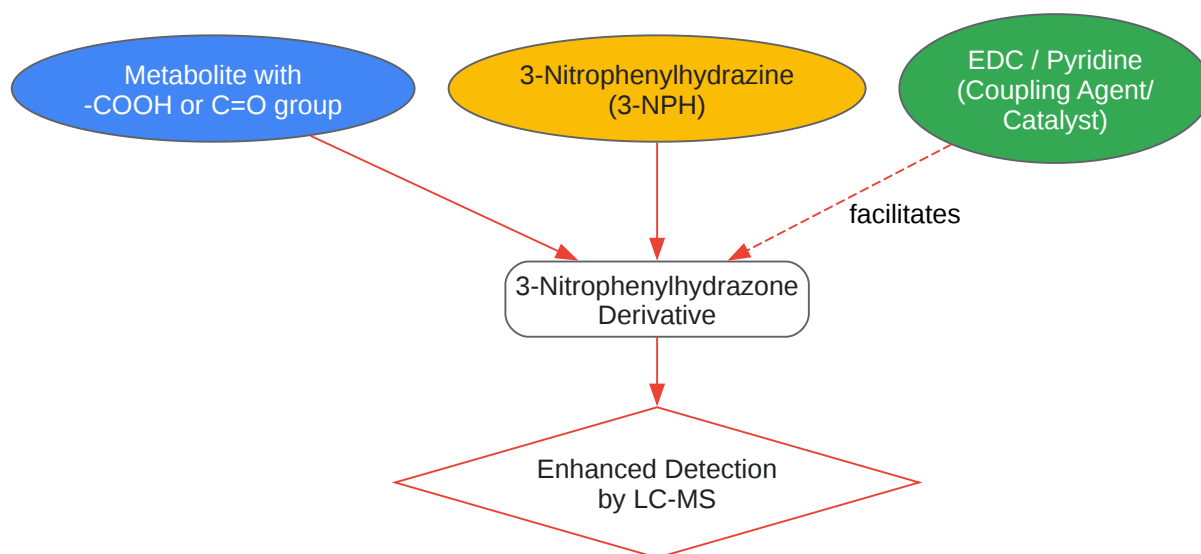 Metabolite with
-COOH or C=O group
3-Nitrophenylhydrazine
(3-NPH)
EDC / Pyridine
(Coupling Agent/
Catalyst)
facilitates
3-Nitrophenylhydrazone
Derivative
Enhanced Detection
by LC-MS